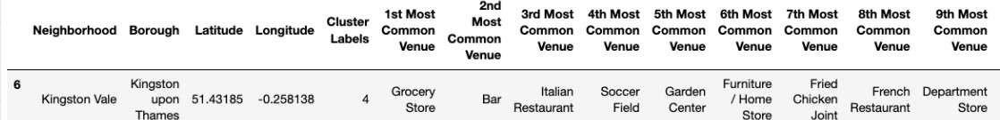 Neighborhood Borough Latitude Longitude Cluster Labels 1st Most Common Venue 2nd Most Common Venue 3rd Most Common Venue 4th Most Common Venue 5th Most Common Venue 6th Most Common Venue 7th Most Common Venue 8th Most Common Venue 9th Most Common Venue
6 Kingston Vale Kingston upon Thames 51.43185 -0.258138 4 Grocery Store Bar Italian Restaurant Soccer Field Garden Center Furniture / Home Store Fried Chicken Joint French Restaurant Department Store